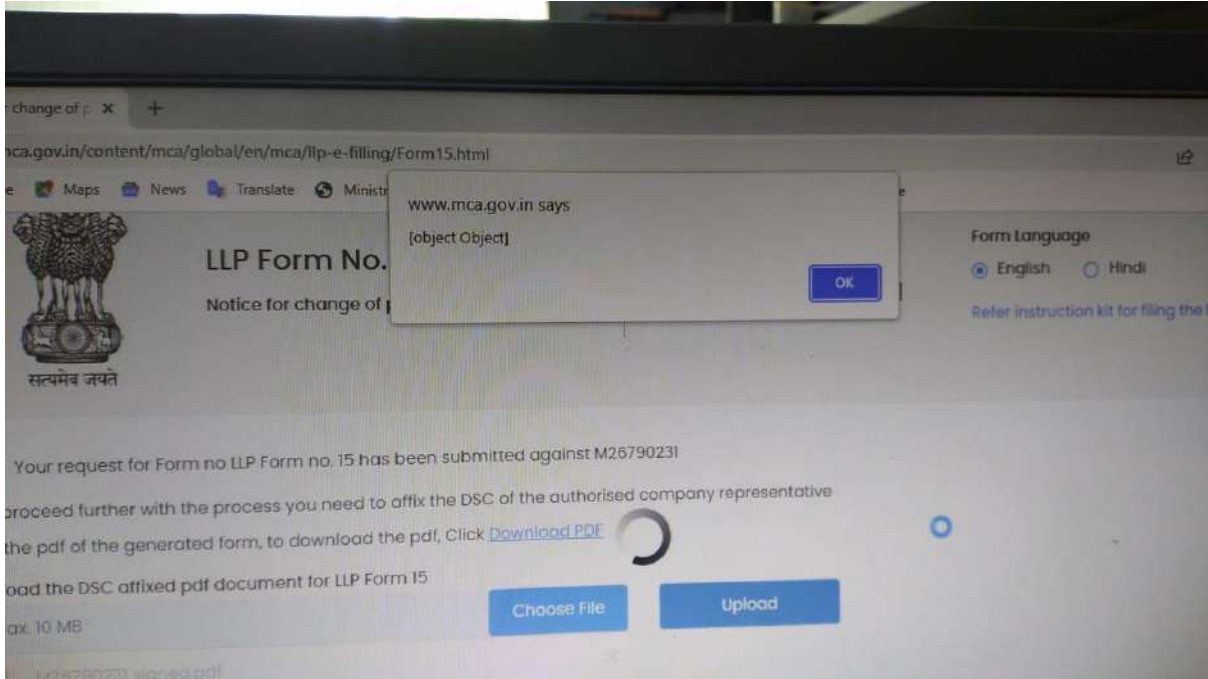 change of p × +
mca.gov.in/content/mca/global/en/mca/llp-e-filling/Form15.html
e Maps News Translate Ministr
www.mca.gov.in says
[object Object]
OK
LLP Form No.
Notice for change of p
Form Language
English Hindi
Refer instruction kit for filing the
सत्यमेव जयते
Your request for Form no LLP Form no. 15 has been submitted against M26790231
proceed further with the process you need to affix the DSC of the authorised company representative
the pdf of the generated form, to download the pdf, Click Download PDF
oad the DSC affixed pdf document for LLP Form 15
Choose File Upload
ax. 10 MB
M26790231 signed.pdf